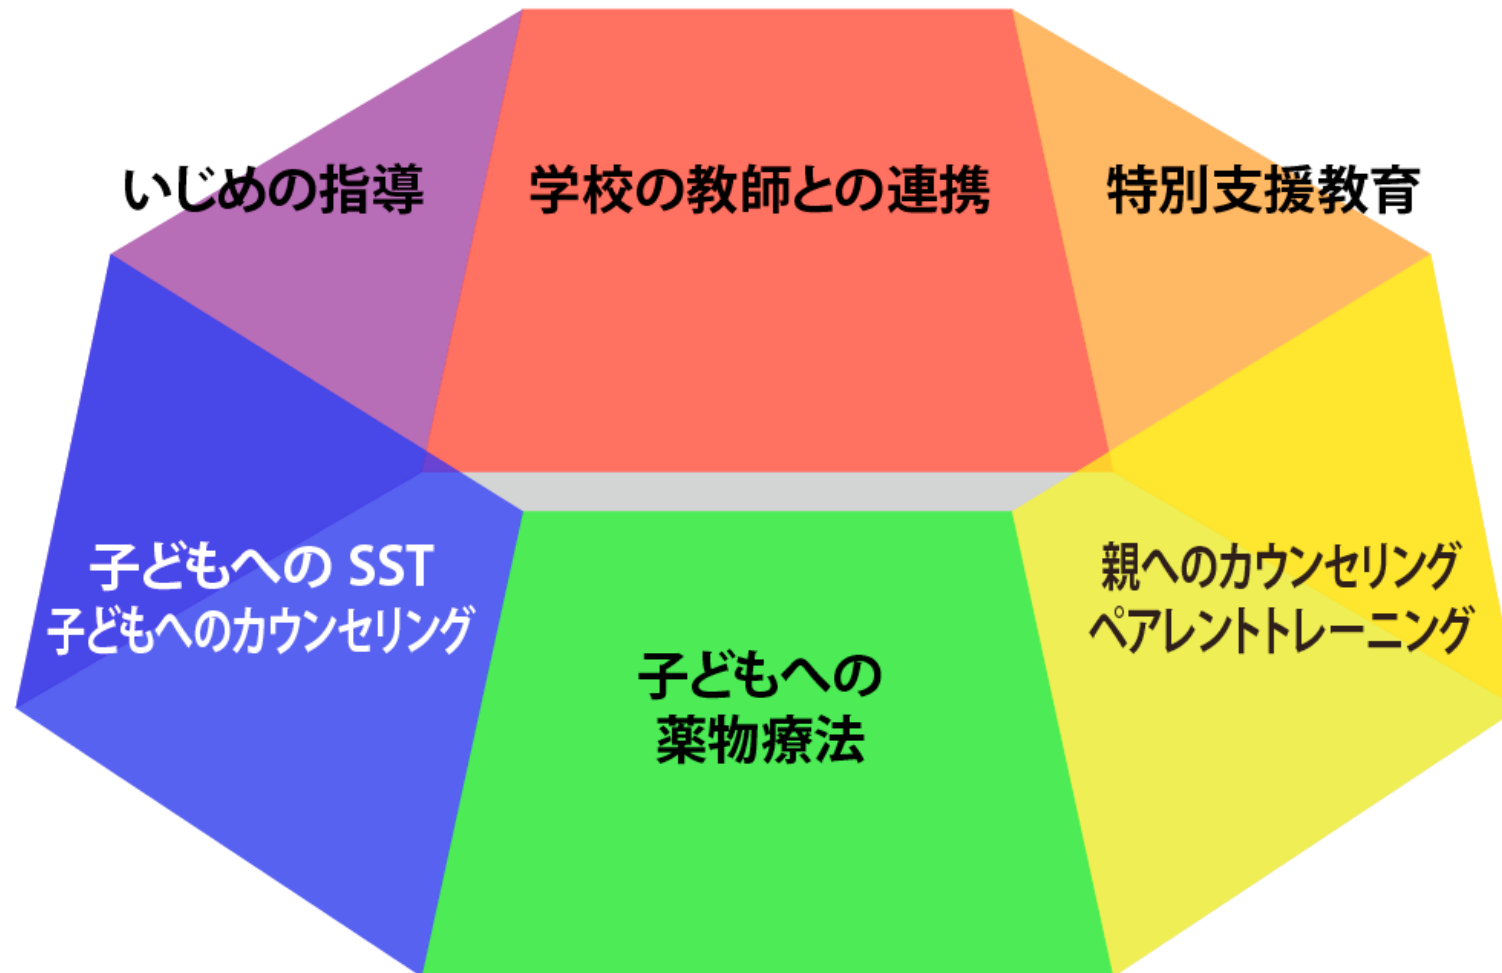 いじめの指導
学校の教師との連携
特別支援教育
子どもへの SST
子どもへのカウンセリング
子どもへの
薬物療法
親へのカウンセリング
ペアレントトレーニング